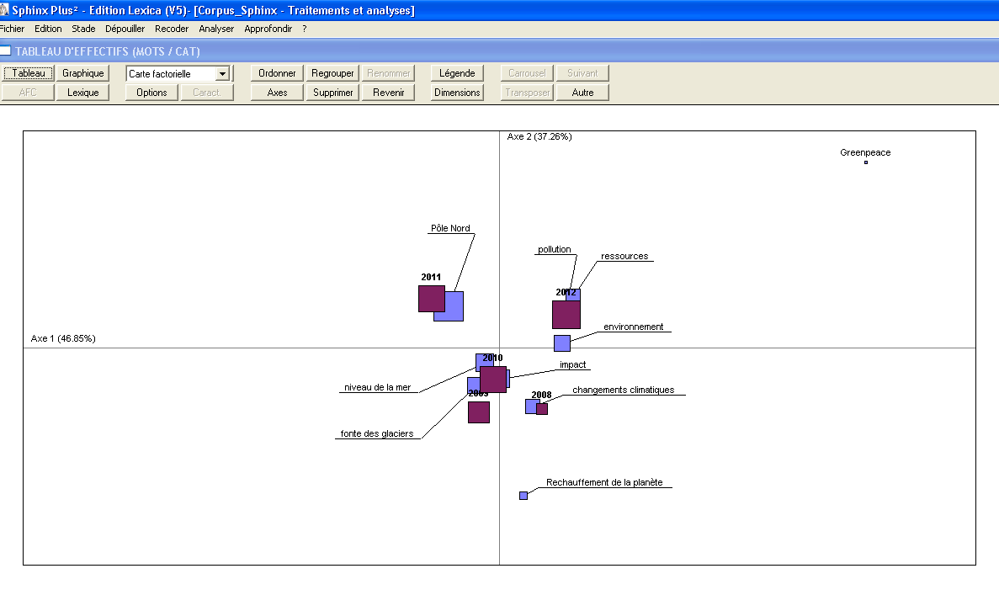 Sphinx Plus² - Edition Lexica (V5)- [Corpus_Sphinx - Traitements et analyses]
Fichier Edition Stade Dépouiller Recoder Analyser Approfondir ?
TABLEAU D'EFFECTIFS (MOTS / CAT)
Tableau Graphique Carte factorielle Ordonner Regrouper Renommer Légende Carrousel Suivant
AFC Lexique Options Caract. Axes Supprimer Revenir Dimensions Transposer Autre
Axe 2 (37.26%)
Greenpeace
Pôle Nord
pollution
ressources
2011
2012
environnement
Axe 1 (46.85%)
2010
impact
niveau de la mer
changements climatiques
2009
2008
fonte des glaciers
Rechauffement de la planète